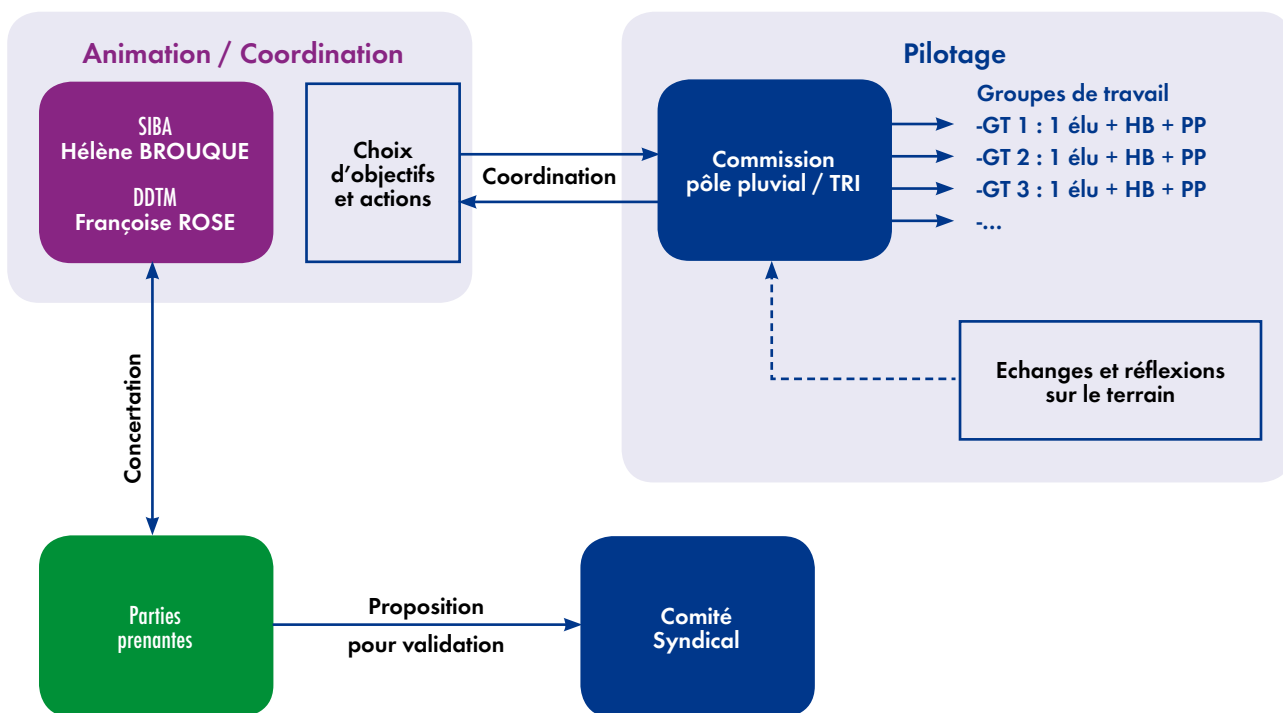 Animation / Coordination
SIBA
Hélène BROUQUE
DDTM
Françoise ROSE
Choix
d'objectifs
et actions
Coordination
Pilotage
Commission
pôle pluvial / TRI
Groupes de travail
-GT 1 : 1 élu + HB + PP
-GT 2 : 1 élu + HB + PP
-GT 3 : 1 élu + HB + PP
-...
Echanges et réflexions
sur le terrain
Concertation
Parties
prenantes
Proposition
pour validation
Comité
Syndical